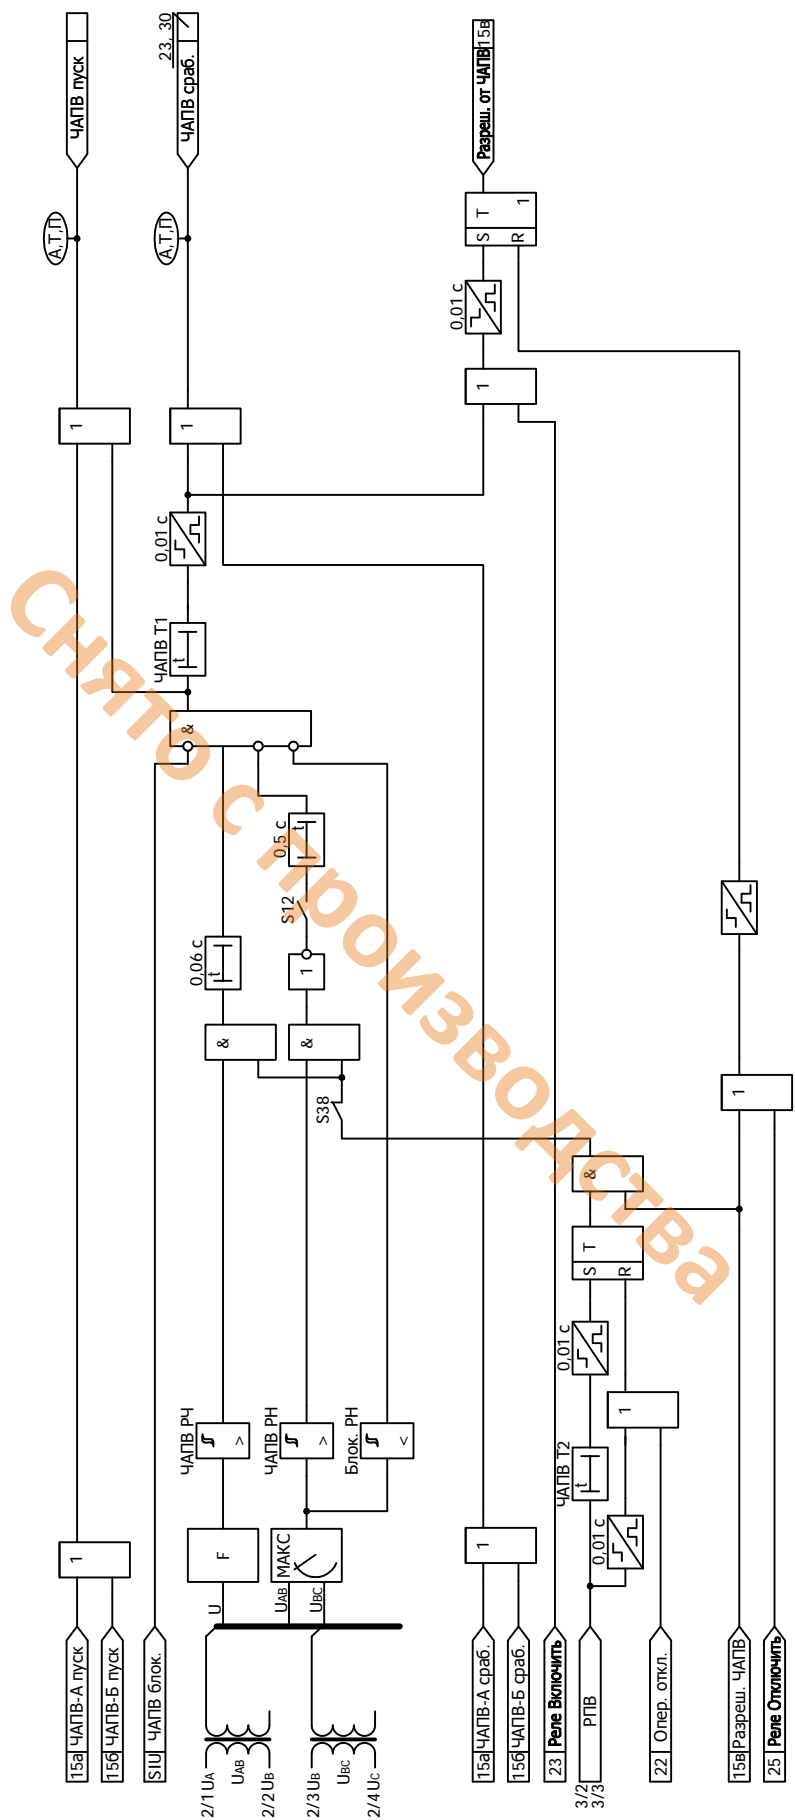 ЧАПВ пуск
23, 30
ЧАПВ сраб.
15в
Разреш. от ЧАПВ
А,Т,П
А,Т,П
S T 1
R
0,01 с
1
1
1
0,01 с
ЧАПВ Т1
t
&
0,5 с
t
S12
0,06 с
t
1
&
&
S38
1
&
S T
R
0,01 с
ЧАПВ РЧ
>
ЧАПВ РН
>
Блок. РН
<
1
ЧАПВ Т2
t
0,01 с
1
F
МАКС
1
U
UAB
UBC
15а ЧАПВ-А пуск
15б ЧАПВ-Б пуск
SIU ЧАПВ блок.
2/1 UA
UAB
2/2 UB
2/3 UB
UBC
2/4 UC
15а ЧАПВ-А сраб.
15б ЧАПВ-Б сраб.
23 Реле Включить
3/2
3/3
РПВ
22 Опер. откл.
15в Разреш. ЧАПВ
25 Реле Отключить
Снято с производства